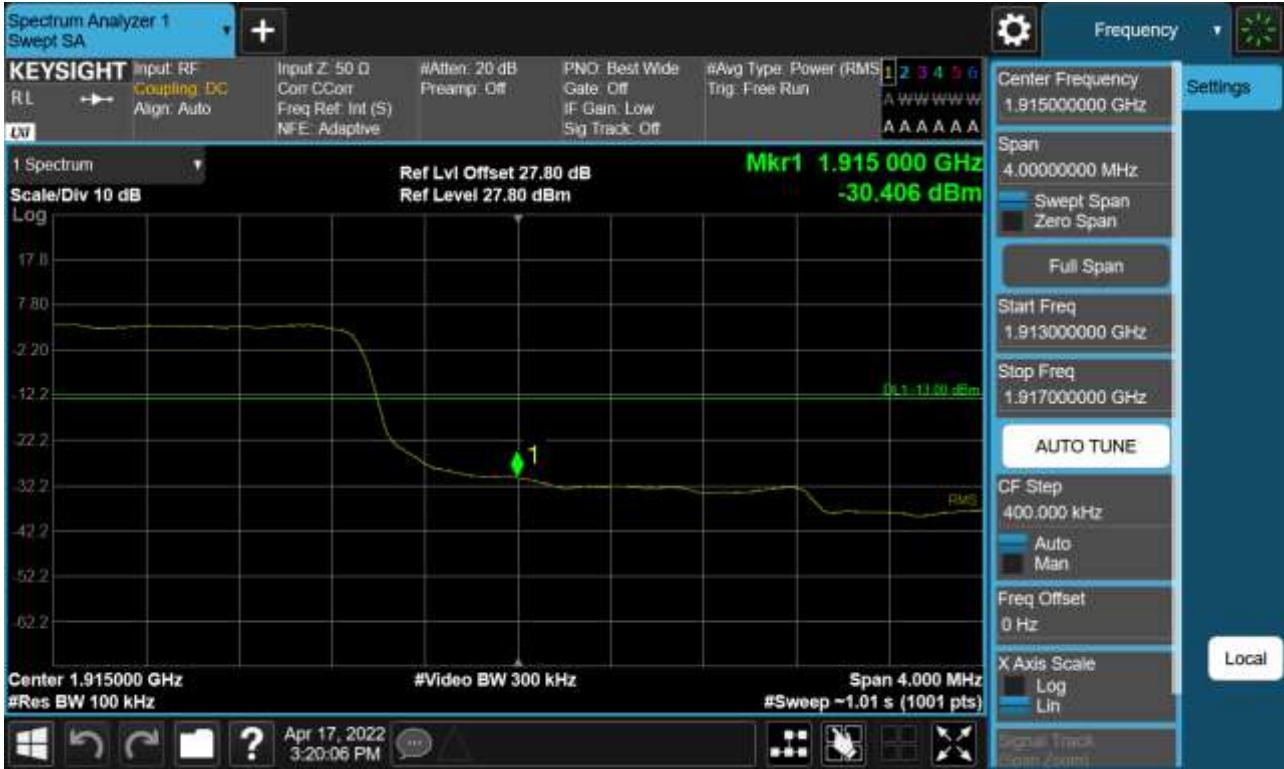 Spectrum Analyzer 1
Swept SA
Frequency
KEYSIGHT
RL
LXI
Input: RF
Coupling: DC
Align: Auto
Input Z: 50 Ω
Corr CCorr
Freq Ref: Int (S)
NFE: Adaptive
#Atten: 20 dB
Preamp: Off
PNO: Best Wide
Gate: Off
IF Gain: Low
Sig Track: Off
#Avg Type: Power (RMS
Trig: Free Run
1 2 3 4 5 6
A W W W W W
A A A A A A
1 Spectrum
Scale/Div 10 dB
Log
Ref Lvl Offset 27.80 dB
Ref Level 27.80 dBm
Mkr1 1.915 000 GHz
-30.406 dBm
17.8
7.80
-2.20
-12.2
-22.2
-32.2
-42.2
-52.2
-62.2
DL1 -13.00 dBm
1
RMS
Center 1.915000 GHz
#Res BW 100 kHz
#Video BW 300 kHz
Span 4.000 MHz
#Sweep ~1.01 s (1001 pts)
Center Frequency
1.915000000 GHz
Settings
Span
4.00000000 MHz
Swept Span
Zero Span
Full Span
Start Freq
1.913000000 GHz
Stop Freq
1.917000000 GHz
AUTO TUNE
CF Step
400.000 kHz
Auto
Man
Freq Offset
0 Hz
X Axis Scale
Log
Lin
Local
Signal Track
(Span Zoom)
?
Apr 17, 2022
3:20:06 PM